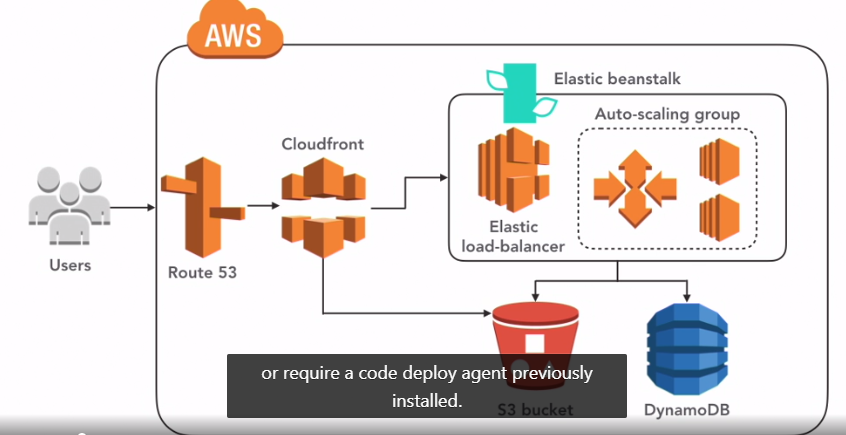 AWS
Elastic beanstalk
Auto-scaling group
Cloudfront
Elastic
load-balancer
Users
Route 53
or require a code deploy agent previously
installed.
S3 bucket
DynamoDB